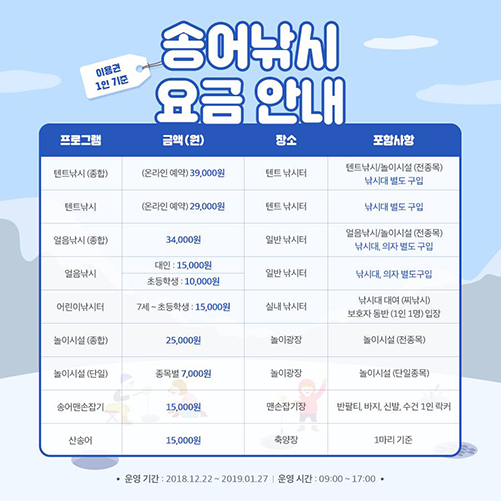 이용권
1인 기준
송어낚시
요금 안내
프로그램 금액 (원) 장소 포함사항
텐트낚시 (종합) (온라인 예약) 39,000원 텐트 낚시터 텐트낚시/놀이시설 (전종목)
낚시대 별도 구입
텐트낚시 (온라인 예약) 29,000원 텐트 낚시터 낚시대 별도 구입
얼음낚시 (종합) 34,000원 일반 낚시터 얼음낚시/놀이시설 (전종목)
낚시대, 의자 별도 구입
얼음낚시 대인 : 15,000원 일반 낚시터 낚시대, 의자 별도구입
초등학생 : 10,000원
어린이낚시터 7세 ~ 초등학생 : 15,000원 실내 낚시터 낚시대 대여 (찌낚시)
보호자 동반 (1인 1명) 입장
놀이시설 (종합) 25,000원 놀이광장 놀이시설 (전종목)
놀이시설 (단일) 종목별 7,000원 놀이광장 놀이시설 (단일종목)
송어맨손잡기 15,000원 맨손잡기장 반팔티, 바지, 신발, 수건 1인 락커
산송어 15,000원 축양장 1마리 기준
• 운영 기간 : 2018.12.22 ~ 2019.01.27 | 운영 시간 : 09:00 ~ 17:00 •